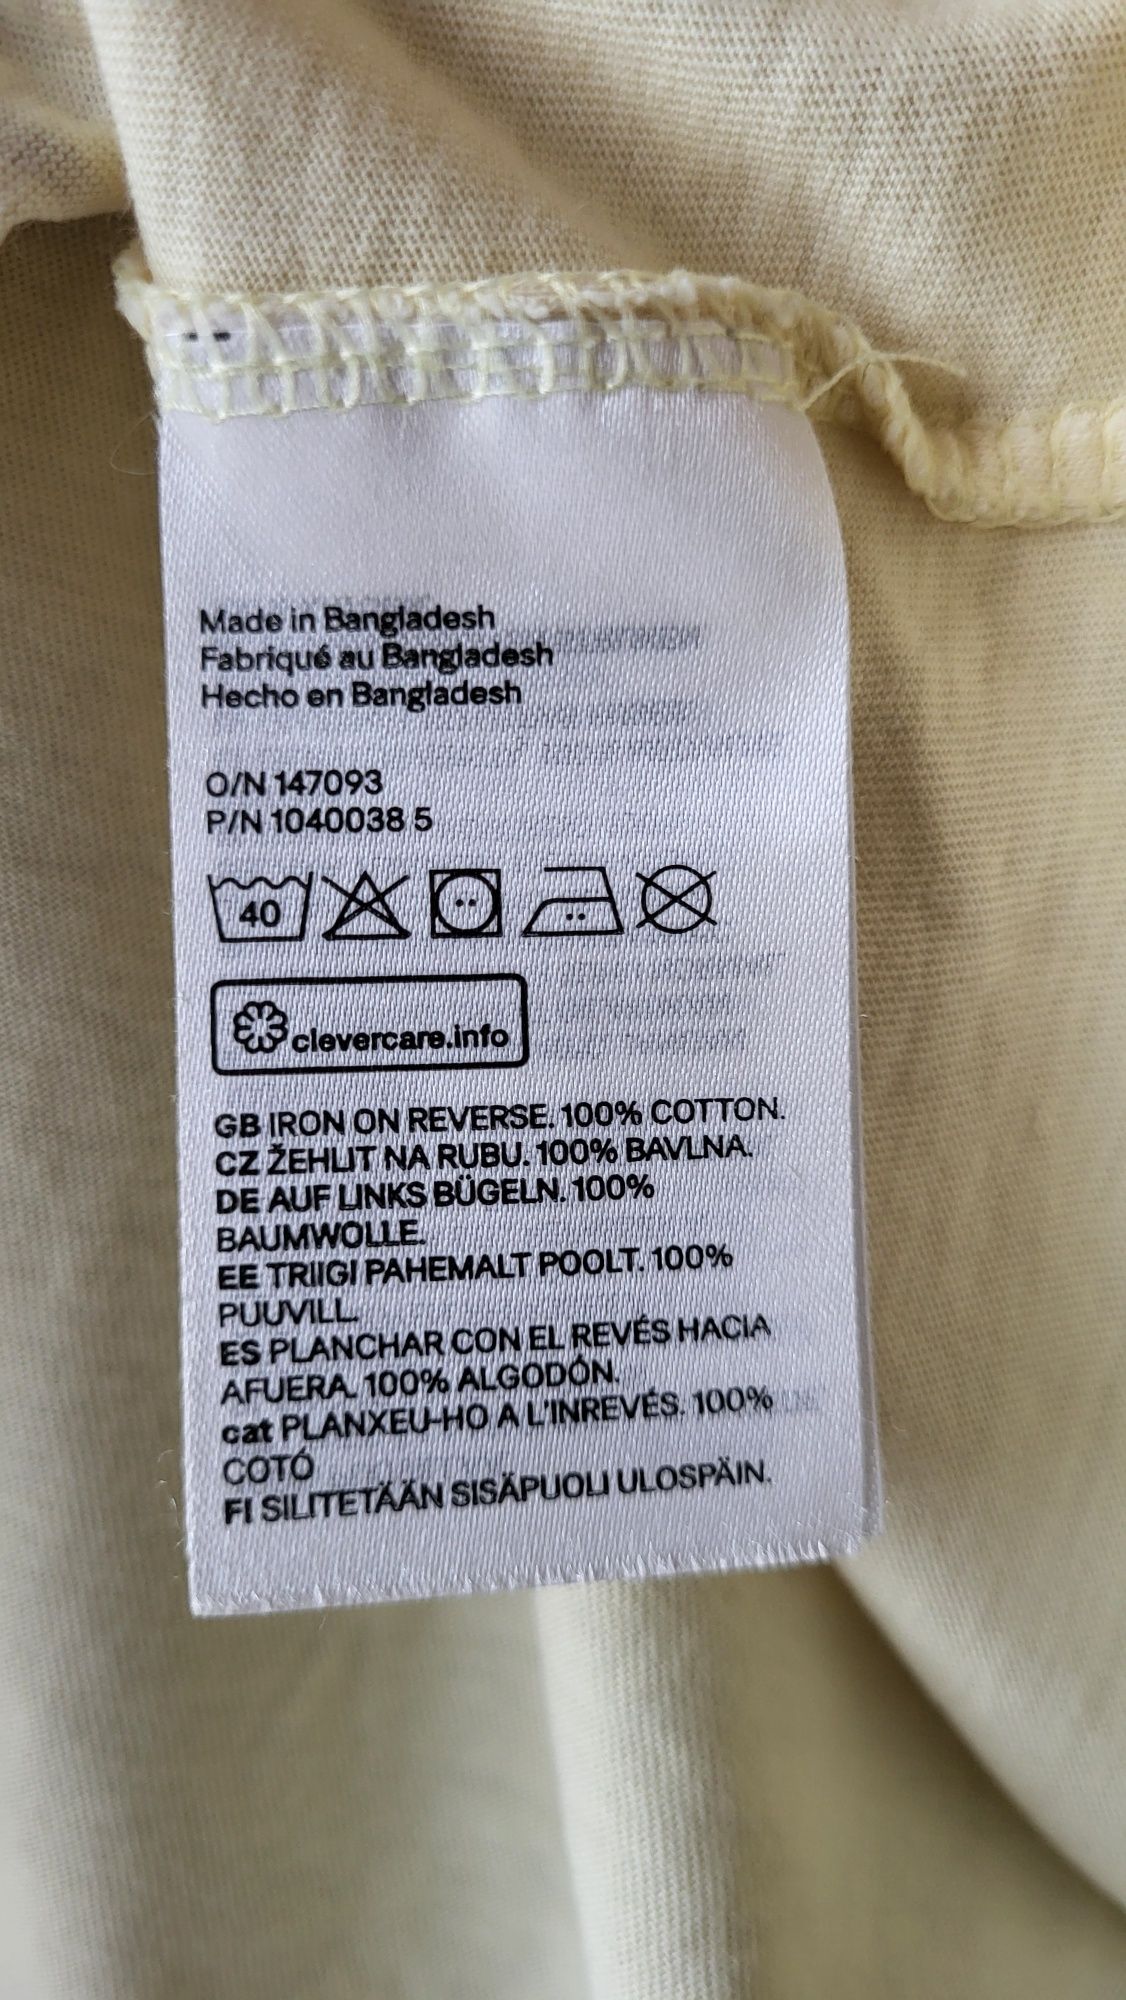 Made in Bangladesh
Fabriqué au Bangladesh
Hecho en Bangladesh
O/N 147093
P/N 1040038 5
40
clevercare.info
GB IRON ON REVERSE. 100% COTTON.
CZ ŽEHLIT NA RUBU. 100% BAVLNA.
DE AUF LINKS BÜGELN. 100%
BAUMWOLLE.
EE TRIIGI PAHEMALT POOLT. 100%
PUUVILL.
ES PLANCHAR CON EL REVÉS HACIA
AFUERA. 100% ALGODÓN.
cat PLANXEU-HO A L'INREVÉS. 100%
COTÓ
FI SILITETÄÄN SISÄPUOLI ULOSPÄIN.